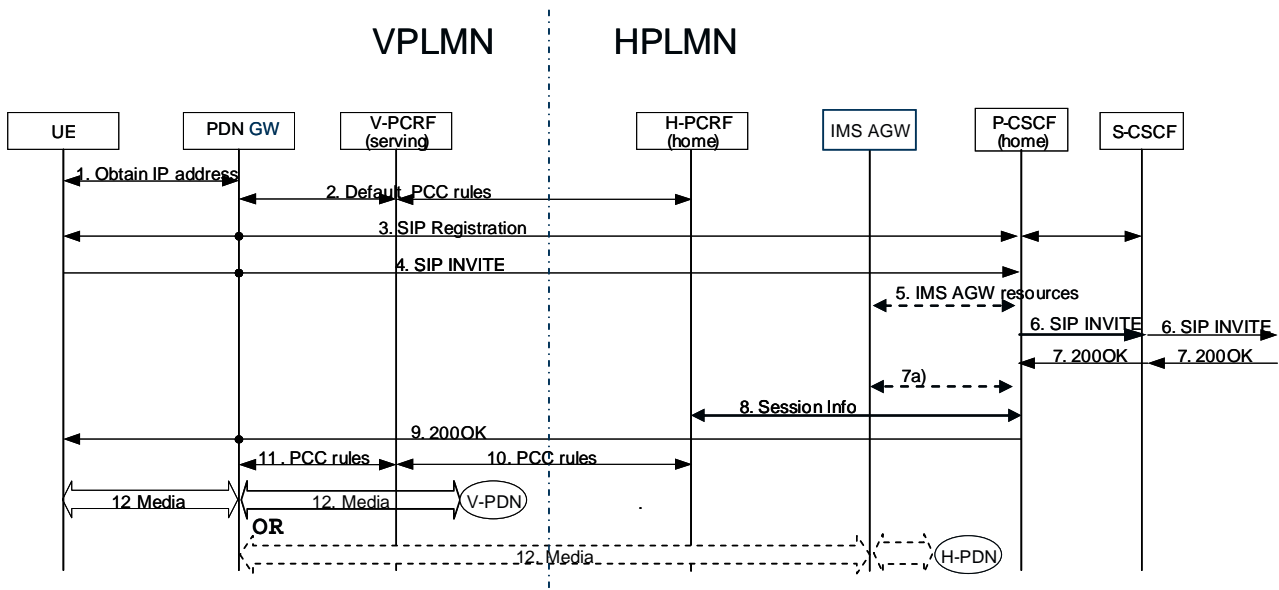 VPLMN
HPLMN
UE
PDN GW
V-PCRF
(serving)
H-PCRF
(home)
IMS AGW
P-CSCF
(home)
S-CSCF
1. Obtain IP address
2. Default PCC rules
3. SIP Registration
4. SIP INVITE
5. IMS AGW resources
6. SIP INVITE
6. SIP INVITE
7. 200OK
7. 200OK
7a)
8. Session Info
9. 200OK
11. PCC rules
10. PCC rules
12 Media
12. Media
V-PDN
OR
12. Media
H-PDN